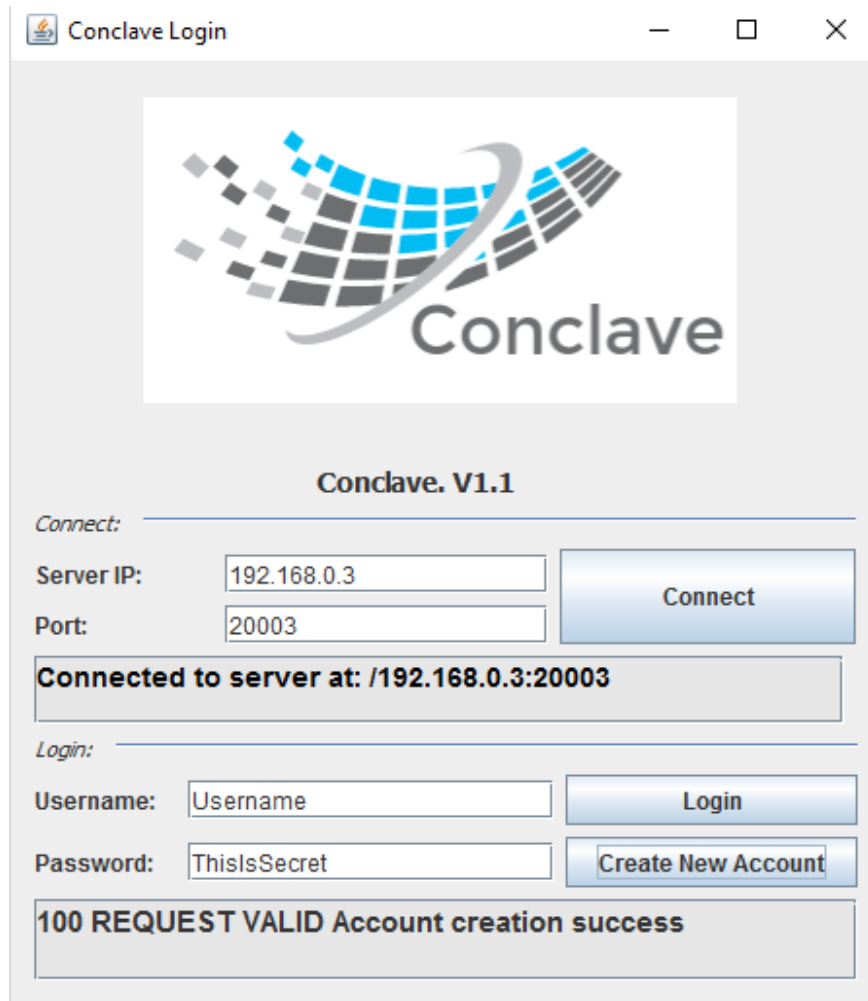 Conclave Login
Conclave
Conclave. V1.1
Connect:
Server IP: 192.168.0.3 Connect
Port: 20003
Connected to server at: /192.168.0.3:20003
Login:
Username: Username Login
Password: ThisIsSecret Create New Account
100 REQUEST VALID Account creation success